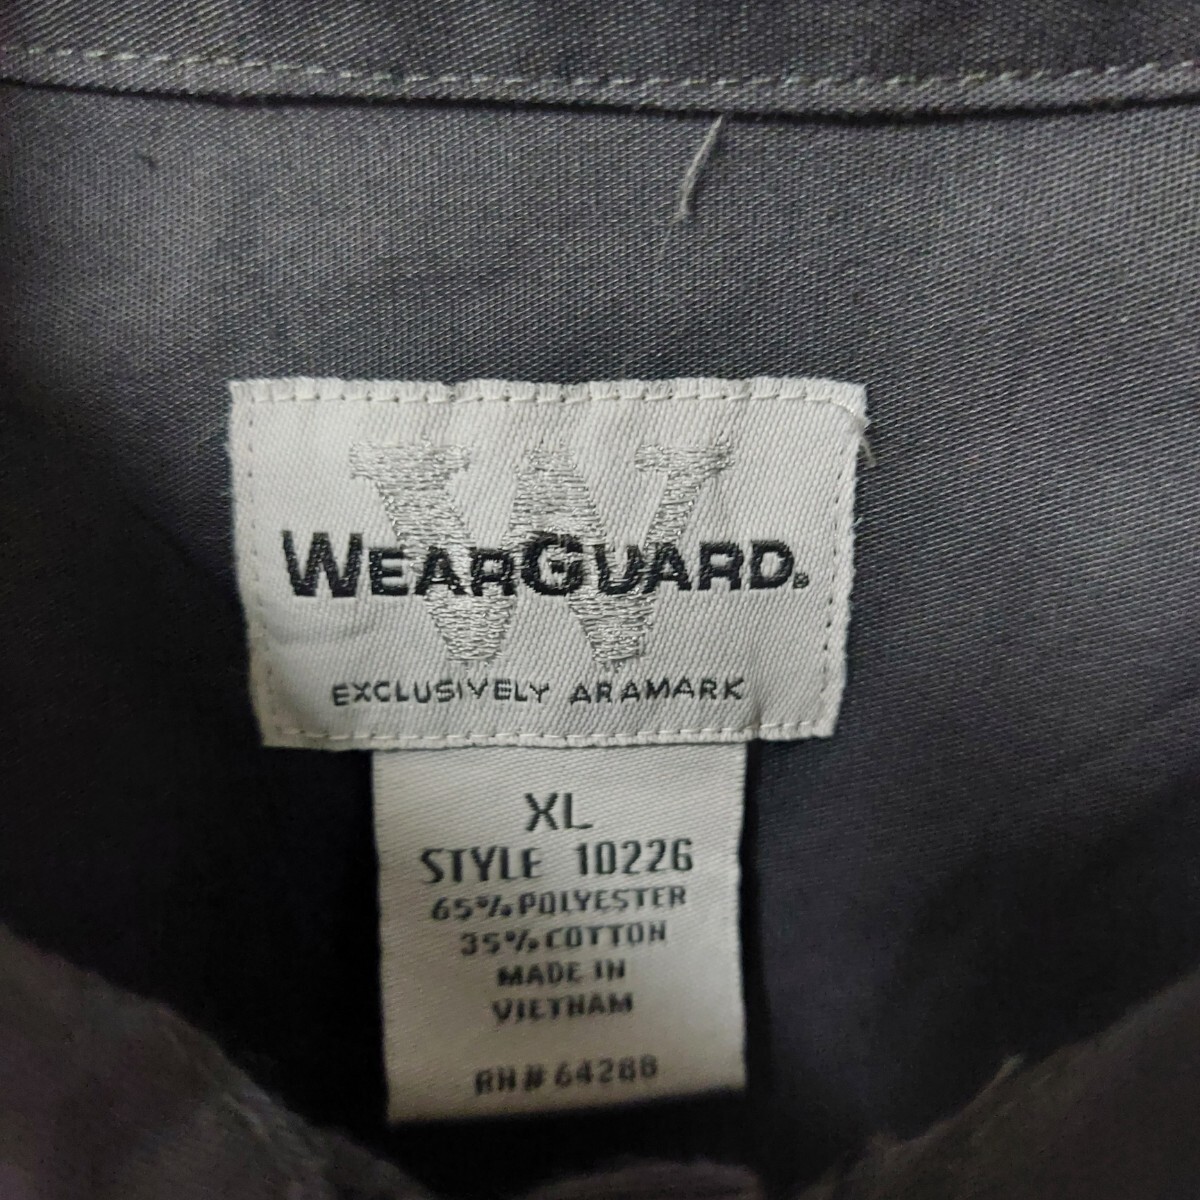 W
WEARGUARD®
EXCLUSIVELY ARAMARK
XL
STYLE 10226
65% POLYESTER
35% COTTON
MADE IN
VIETNAM
RN# 64288